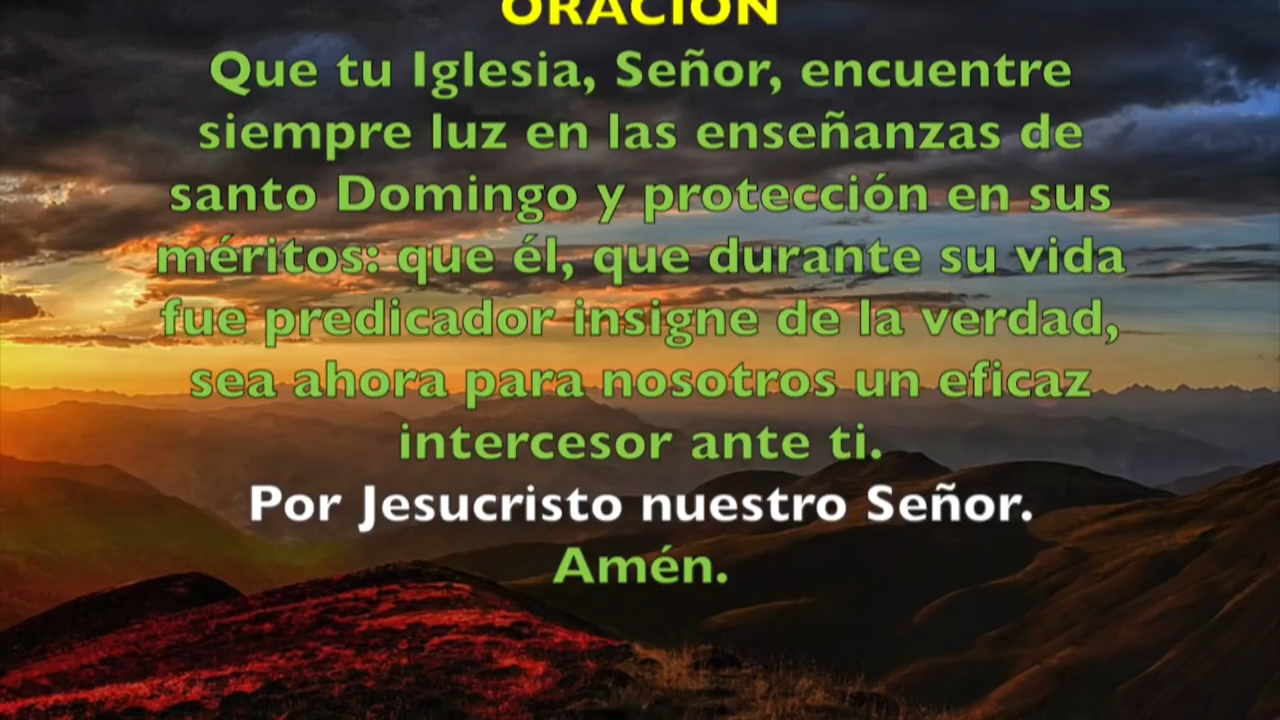 ORACIÓN
Que tu Iglesia, Señor, encuentre
siempre luz en las enseñanzas de
santo Domingo y protección en sus
méritos: que él, que durante su vida
fue predicador insigne de la verdad,
sea ahora para nosotros un eficaz
intercesor ante ti.
Por Jesucristo nuestro Señor.
Amén.